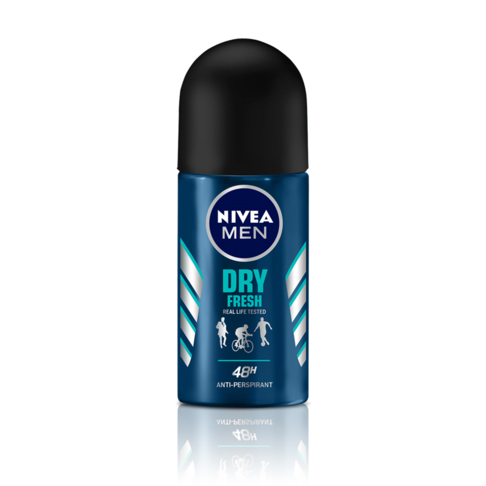 NIVEA
MEN
DRY
FRESH
REAL LIFE TESTED
48H
ANTI-PERSPIRANT